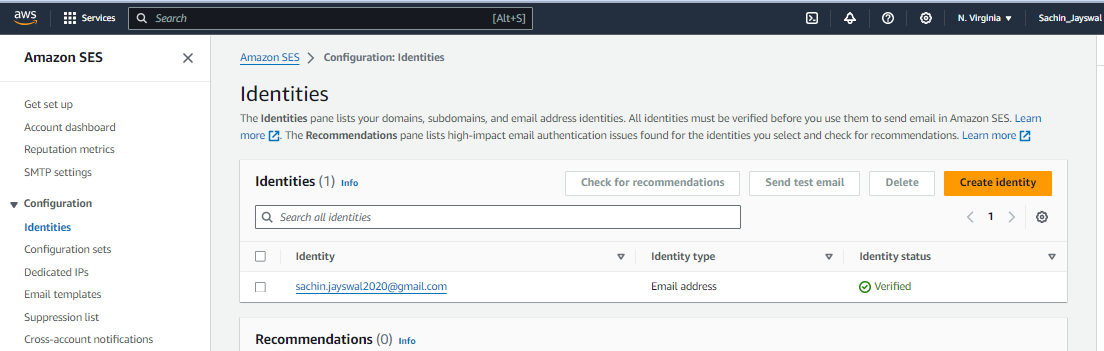 aws Services Search [Alt+S] N. Virginia Sachin_Jayswal
Amazon SES
Get set up
Account dashboard
Reputation metrics
SMTP settings
Configuration
Identities
Configuration sets
Dedicated IPs
Email templates
Suppression list
Cross-account notifications
Amazon SES Configuration: Identities
Identities
The Identities pane lists your domains, subdomains, and email address identities. All identities must be verified before you use them to send email in Amazon SES. Learn
more . The Recommendations pane lists high-impact email authentication issues found for the identities you select and check for recommendations. Learn more
Identities (1) Info Check for recommendations Send test email Delete Create identity
Search all identities 1
Identity Identity type Identity status
sachin.jayswal2020@gmail.com Email address Verified
Recommendations (0) Info